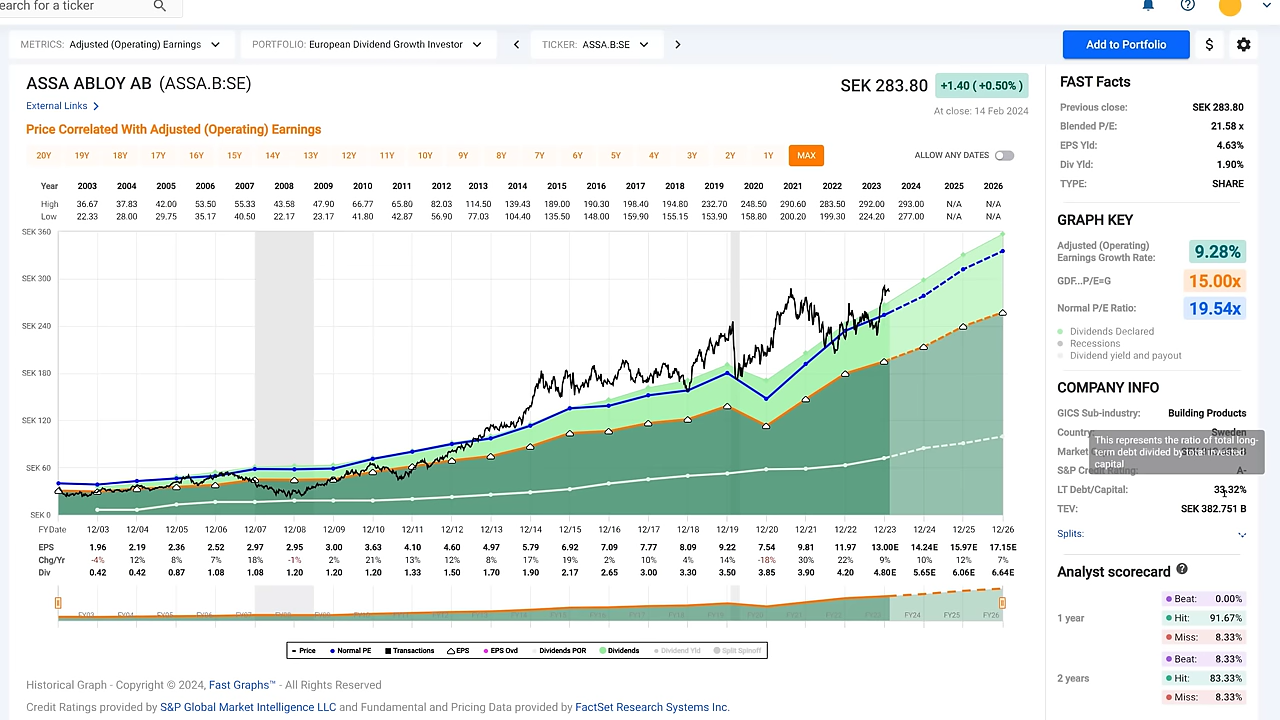 earch for a ticker
METRICS: Adjusted (Operating) Earnings
PORTFOLIO: European Dividend Growth Investor
TICKER: ASSA.B:SE
Add to Portfolio
$
ASSA ABLOY AB (ASSA.B:SE)
SEK 283.80 +1.40 ( +0.50% )
External Links
At close: 14 Feb 2024
Price Correlated With Adjusted (Operating) Earnings
20Y 19Y 18Y 17Y 16Y 15Y 14Y 13Y 12Y 11Y 10Y 9Y 8Y 7Y 6Y 5Y 4Y 3Y 2Y 1Y MAX
ALLOW ANY DATES
Year 2003 2004 2005 2006 2007 2008 2009 2010 2011 2012 2013 2014 2015 2016 2017 2018 2019 2020 2021 2022 2023 2024 2025 2026
High 36.67 37.83 42.00 53.50 55.33 43.58 47.90 66.77 65.80 82.03 114.50 139.43 189.00 190.30 198.40 194.80 232.70 248.50 290.60 283.50 292.00 293.00 N/A N/A
Low 22.33 28.00 29.75 35.17 40.50 22.17 23.17 41.80 42.87 56.90 77.03 104.40 135.50 148.00 159.90 155.15 153.90 158.80 200.20 199.30 224.20 277.00 N/A N/A
SEK 360
SEK 300
SEK 240
SEK 180
SEK 120
SEK 60
SEK 0
FYDate 12/03 12/04 12/05 12/06 12/07 12/08 12/09 12/10 12/11 12/12 12/13 12/14 12/15 12/16 12/17 12/18 12/19 12/20 12/21 12/22 12/23 12/24 12/25 12/26
EPS 1.96 2.19 2.36 2.52 2.97 2.95 3.00 3.63 4.10 4.60 4.97 5.79 6.92 7.09 7.77 8.09 9.22 7.54 9.81 11.97 13.00E 14.24E 15.97E 17.15E
Chg/Yr -4% 12% 8% 7% 18% -1% 2% 21% 13% 12% 8% 17% 19% 2% 10% 4% 14% -18% 30% 22% 9% 10% 12% 7%
Div 0.42 0.42 0.87 1.08 1.08 1.20 1.20 1.20 1.33 1.50 1.70 1.90 2.17 2.65 3.00 3.30 3.50 3.85 3.90 4.20 4.80E 5.65E 6.06E 6.64E
FY03 FY04 FY05 FY06 FY07 FY08 FY09 FY10 FY11 FY12 FY13 FY14 FY15 FY16 FY17 FY18 FY19 FY20 FY21 FY22 FY23 FY24 FY25 FY26
Price Normal PE Transactions EPS EPS Ovd Dividends POR Dividends Dividend Yld Split Spinoff
Historical Graph - Copyright © 2024, Fast Graphs™ - All Rights Reserved
Credit Ratings provided by S&P Global Market Intelligence LLC and Fundamental and Pricing Data provided by FactSet Research Systems Inc.
FAST Facts
Previous close: SEK 283.80
Blended P/E: 21.58 x
EPS Yld: 4.63%
Div Yld: 1.90%
TYPE: SHARE
GRAPH KEY
Adjusted (Operating)
Earnings Growth Rate: 9.28%
GDF...P/E=G 15.00x
Normal P/E Ratio: 19.54x
Dividends Declared
Recessions
Dividend yield and payout
COMPANY INFO
GICS Sub-industry: Building Products
Country: Sweden
Market
This represents the ratio of total long-
term debt divided by total invested
capital
S&P Credit Rating: A-
LT Debt/Capital: 33.32%
TEV: SEK 382.751 B
Splits:
Analyst scorecard
1 year
Beat: 0.00%
Hit: 91.67%
Miss: 8.33%
2 years
Beat: 8.33%
Hit: 83.33%
Miss: 8.33%